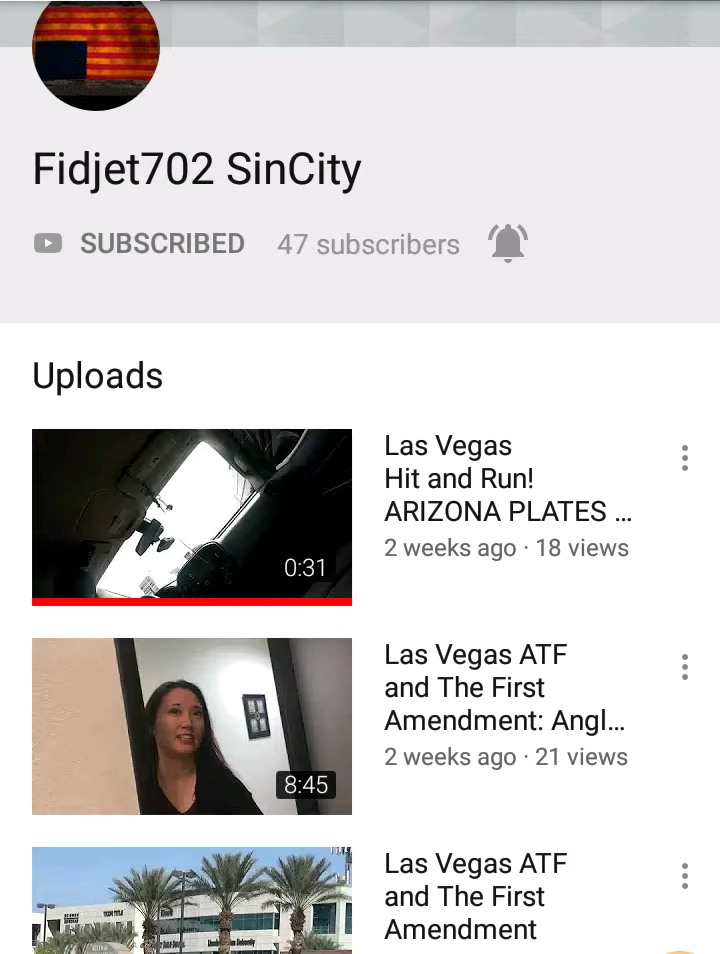 Fidjet702 SinCity
SUBSCRIBED 47 subscribers
Uploads
0:31
Las Vegas
Hit and Run!
ARIZONA PLATES ...
2 weeks ago · 18 views
8:45
Las Vegas ATF
and The First
Amendment: Angl...
2 weeks ago · 21 views
Las Vegas ATF
and The First
Amendment